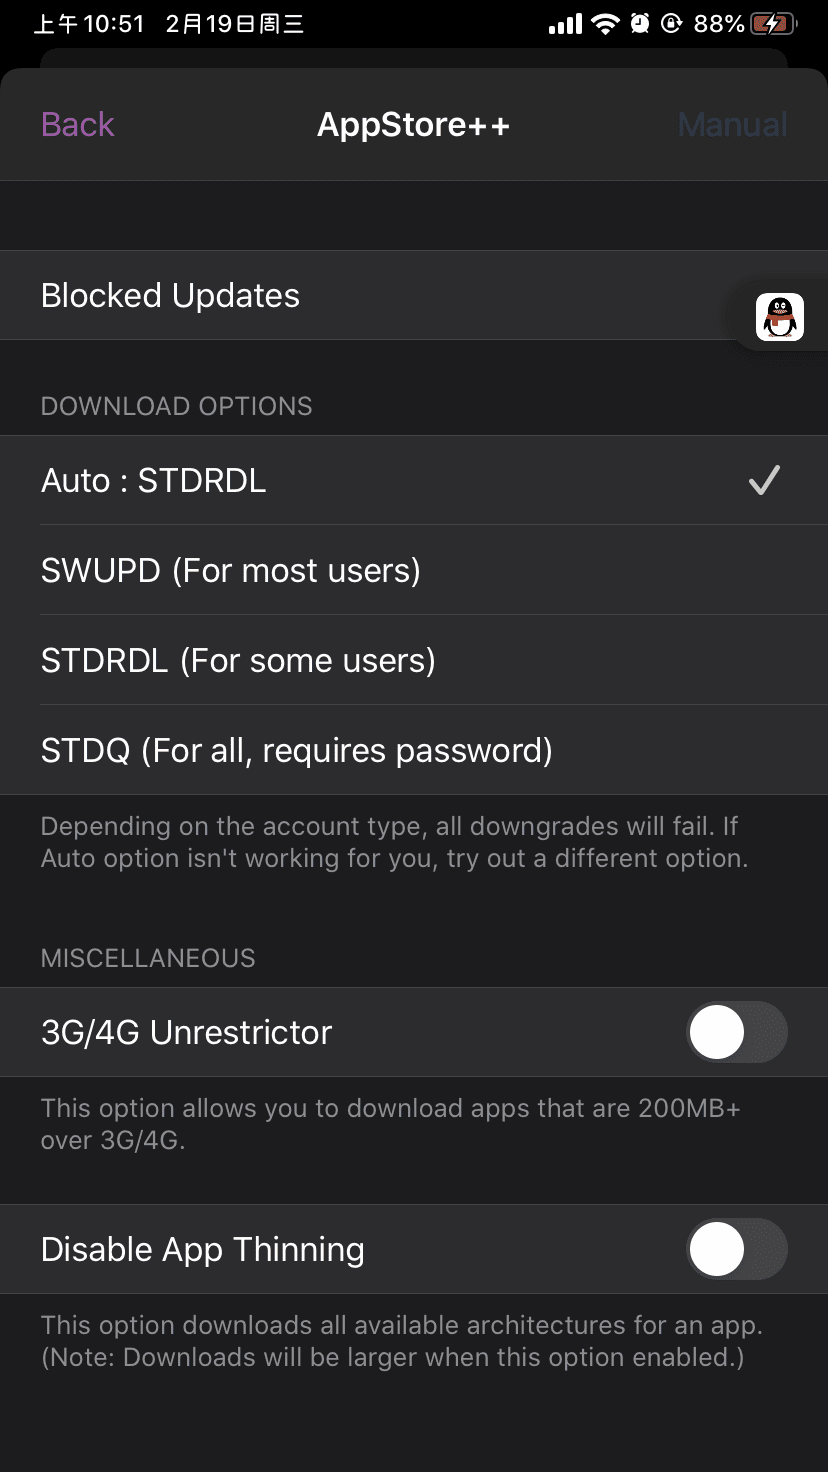 上午10:51 2月19日周三 88%
Back AppStore++ Manual
Blocked Updates
DOWNLOAD OPTIONS
Auto : STDRDL
SWUPD (For most users)
STDRDL (For some users)
STDQ (For all, requires password)
Depending on the account type, all downgrades will fail. If
Auto option isn't working for you, try out a different option.
MISCELLANEOUS
3G/4G Unrestrictor
This option allows you to download apps that are 200MB+
over 3G/4G.
Disable App Thinning
This option downloads all available architectures for an app.
(Note: Downloads will be larger when this option enabled.)